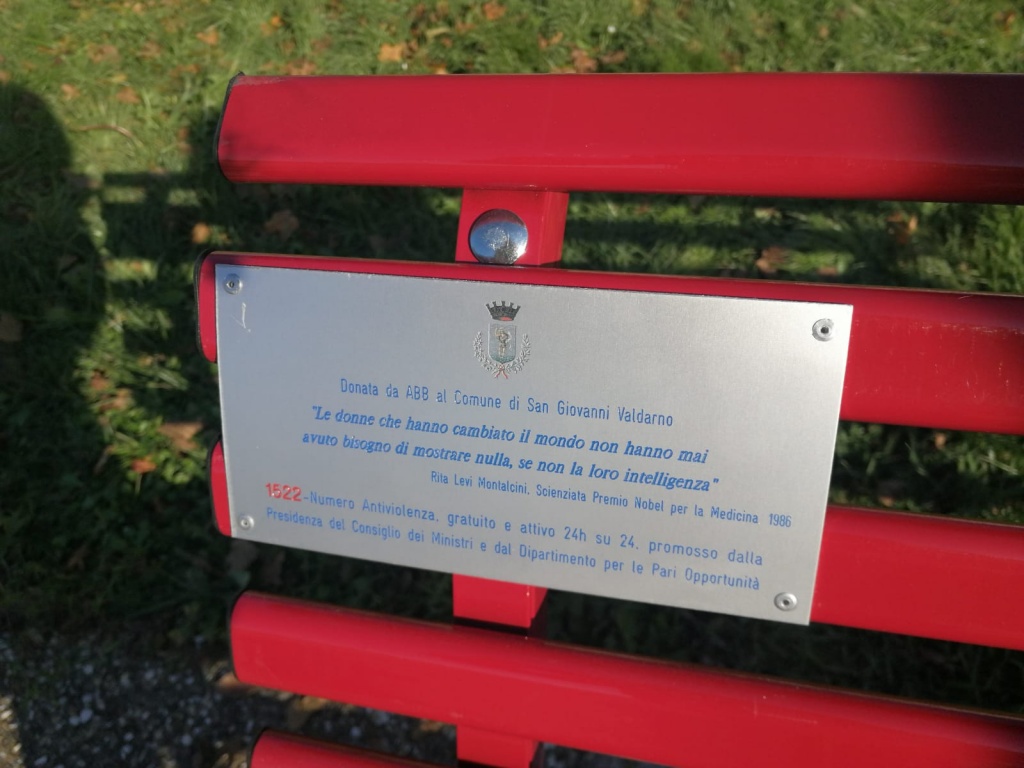 Donata da ABB al Comune di San Giovanni Valdarno
"Le donne che hanno cambiato il mondo non hanno mai
avuto bisogno di mostrare nulla, se non la loro intelligenza"
Rita Levi Montalcini, Scienziata Premio Nobel per la Medicina 1986
1522-Numero Antiviolenza, gratuito e attivo 24h su 24, promosso dalla
Presidenza del Consiglio dei Ministri e dal Dipartimento per le Pari Opportunità